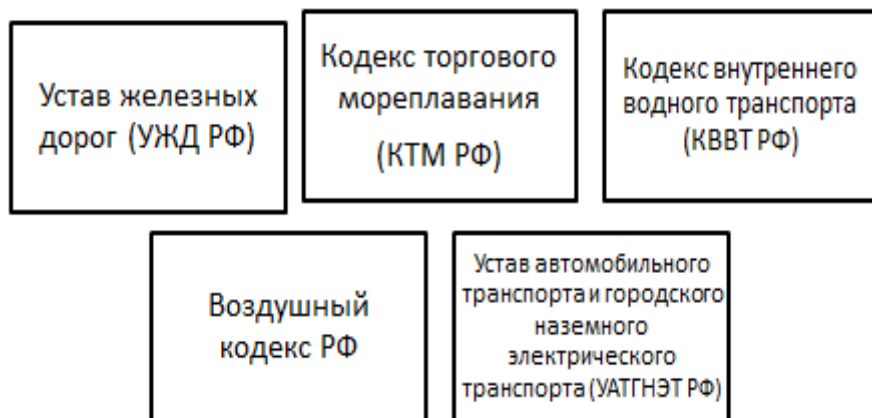 Устав железных
дорог (УЖД РФ)
Кодекс торгового
мореплавания
(КТМ РФ)
Кодекс внутреннего
водного транспорта
(КВВТ РФ)
Воздушный
кодекс РФ
Устав автомобильного
транспорта и городского
наземного
электрического
транспорта (УАТГНЭТ РФ)